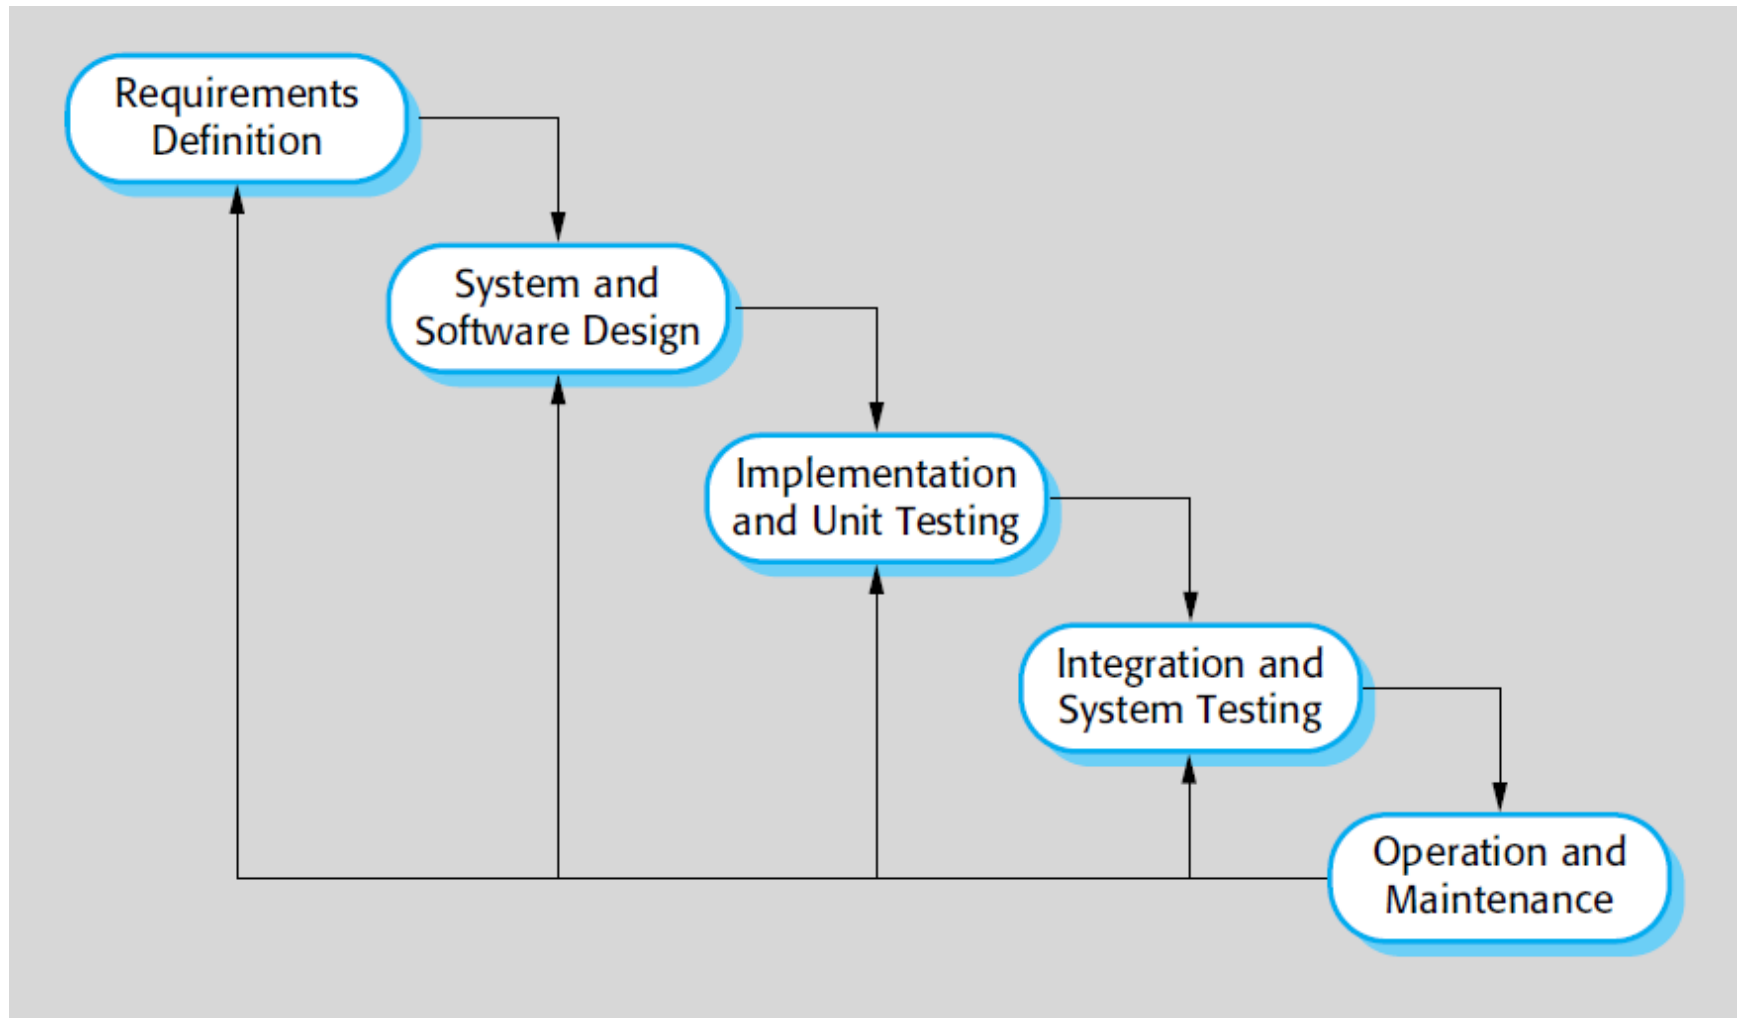 Requirements
Definition
System and
Software Design
Implementation
and Unit Testing
Integration and
System Testing
Operation and
Maintenance